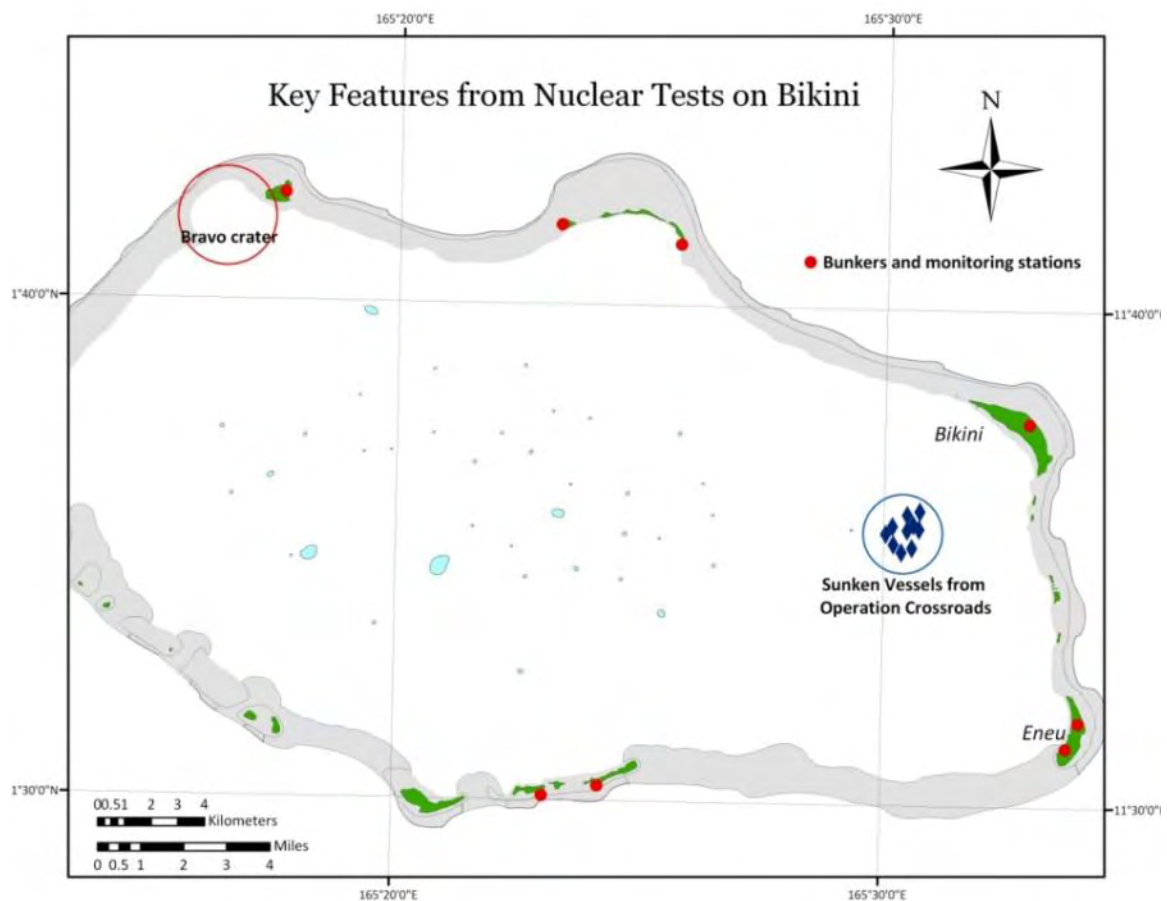 165°20'0"E
165°30'0"E
Key Features from Nuclear Tests on Bikini
N
Bravo crater
Bunkers and monitoring stations
1°40'0"N
11°40'0"
Bikini
Sunken Vessels from
Operation Crossroads
Eneu
1°30'0"N
11°30'0"
00.51 2 3 4
Kilometers
Miles
0 0.5 1 2 3 4
165°20'0"E
165°30'0"E